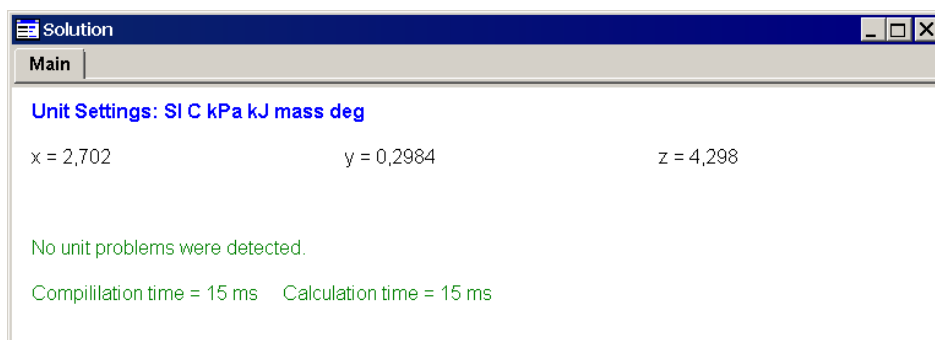 Solution
Main
Unit Settings: SI C kPa kJ mass deg
x = 2,702 y = 0,2984 z = 4,298
No unit problems were detected.
Compililation time = 15 ms Calculation time = 15 ms